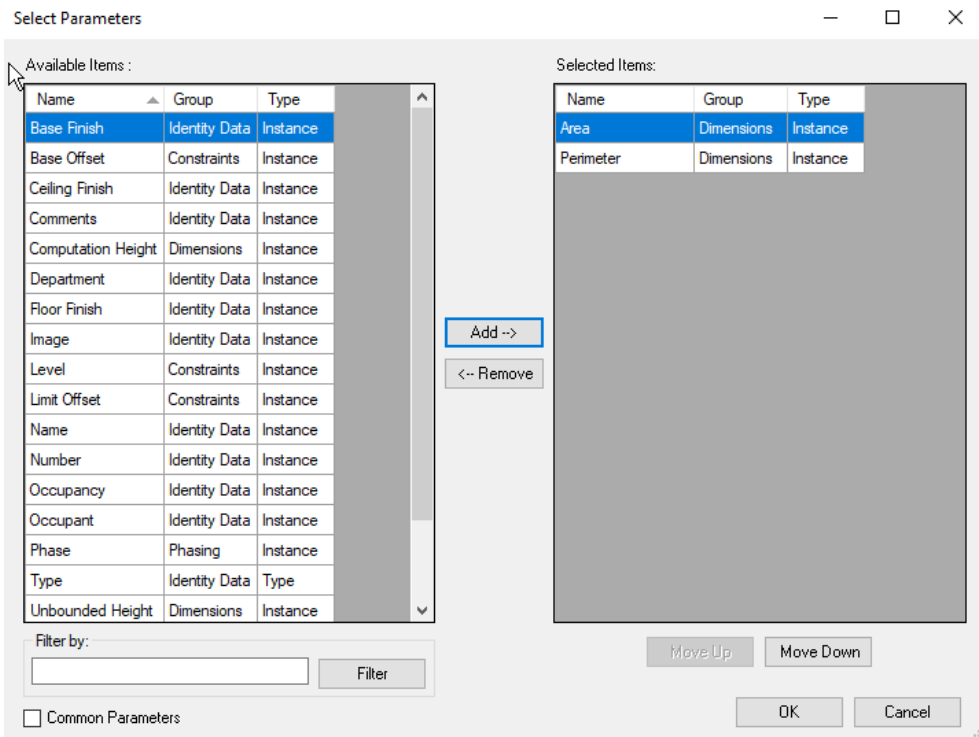 Select Parameters
Available Items :
Name Group Type
Base Finish Identity Data Instance
Base Offset Constraints Instance
Ceiling Finish Identity Data Instance
Comments Identity Data Instance
Computation Height Dimensions Instance
Department Identity Data Instance
Floor Finish Identity Data Instance
Image Identity Data Instance
Level Constraints Instance
Limit Offset Constraints Instance
Name Identity Data Instance
Number Identity Data Instance
Occupancy Identity Data Instance
Occupant Identity Data Instance
Phase Phasing Instance
Type Identity Data Type
Unbounded Height Dimensions Instance
Filter by:
Filter
Common Parameters
Add -->
<-- Remove
Selected Items:
Name Group Type
Area Dimensions Instance
Perimeter Dimensions Instance
Move Up Move Down
OK Cancel